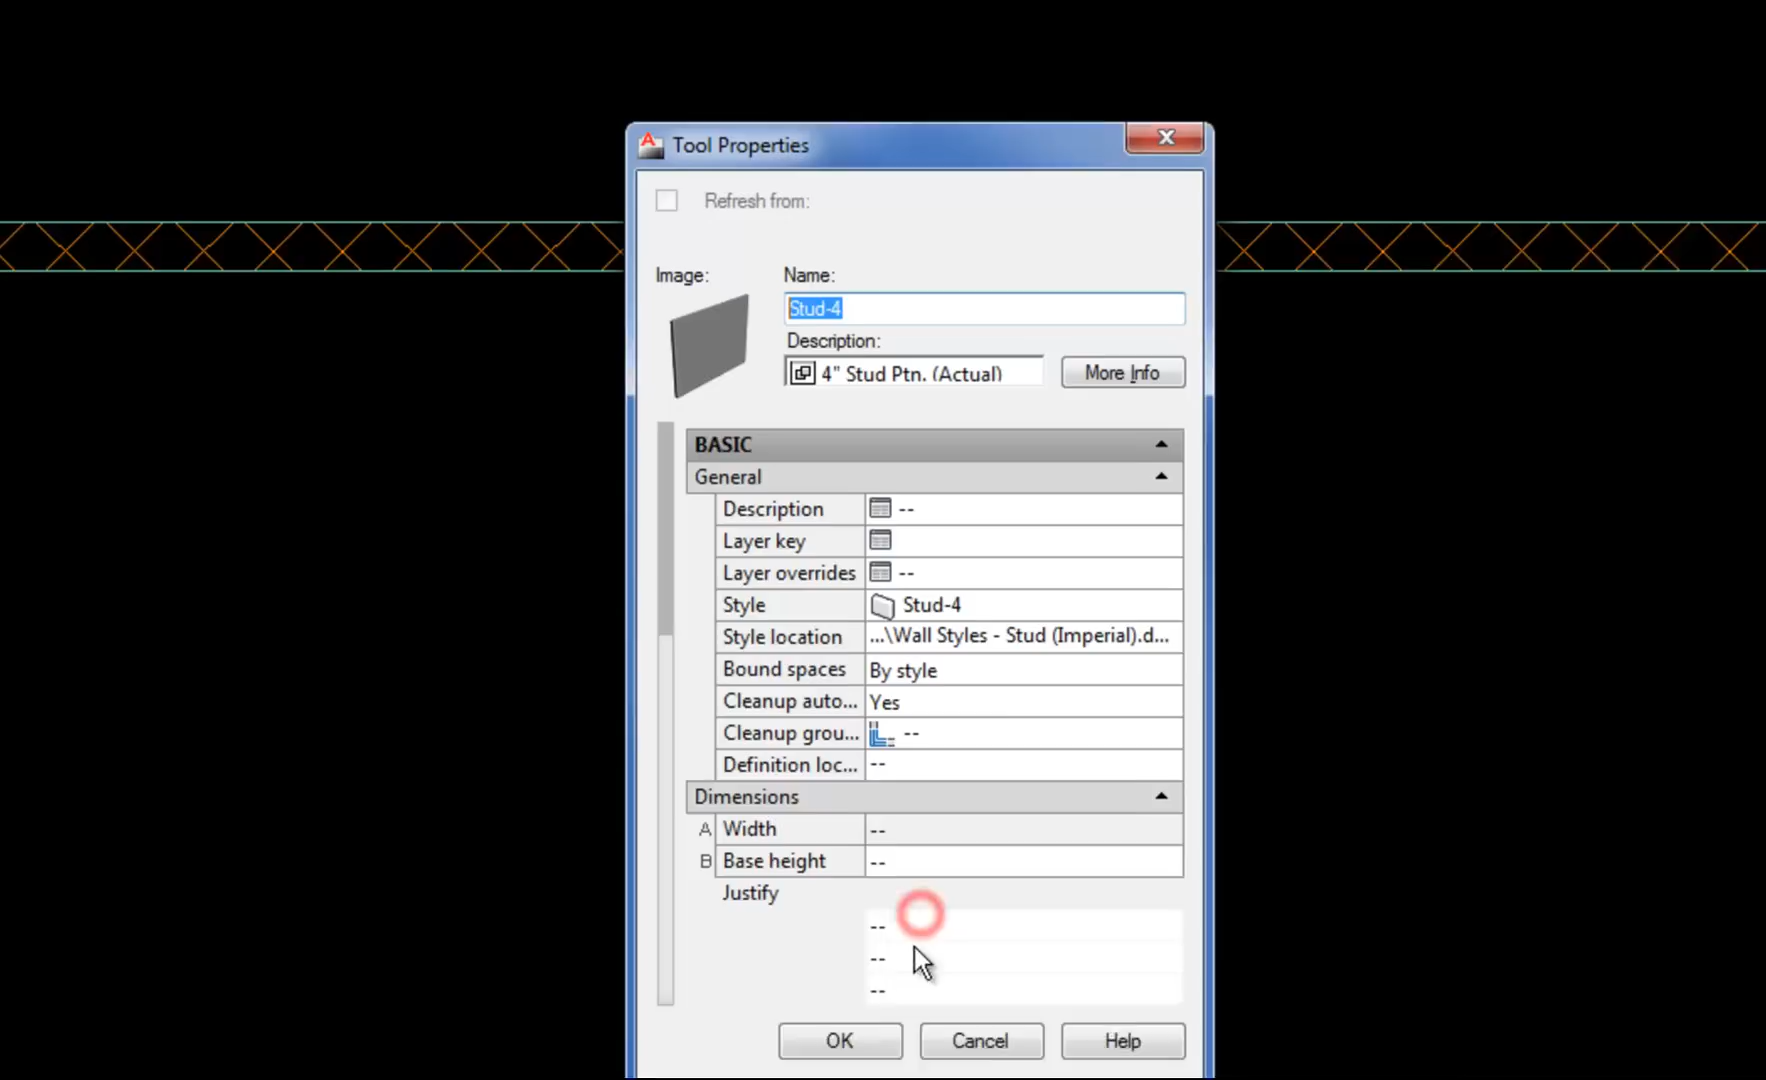 Tool Properties
Refresh from:
Image:
Name:
Stud-4
Description:
4" Stud Ptn. (Actual)
More Info
BASIC
General
Description --
Layer key
Layer overrides --
Style Stud-4
Style location ...\Wall Styles - Stud (Imperial).d...
Bound spaces By style
Cleanup auto... Yes
Cleanup grou... --
Definition loc... --
Dimensions
A Width --
B Base height --
Justify
--
--
--
OK Cancel Help